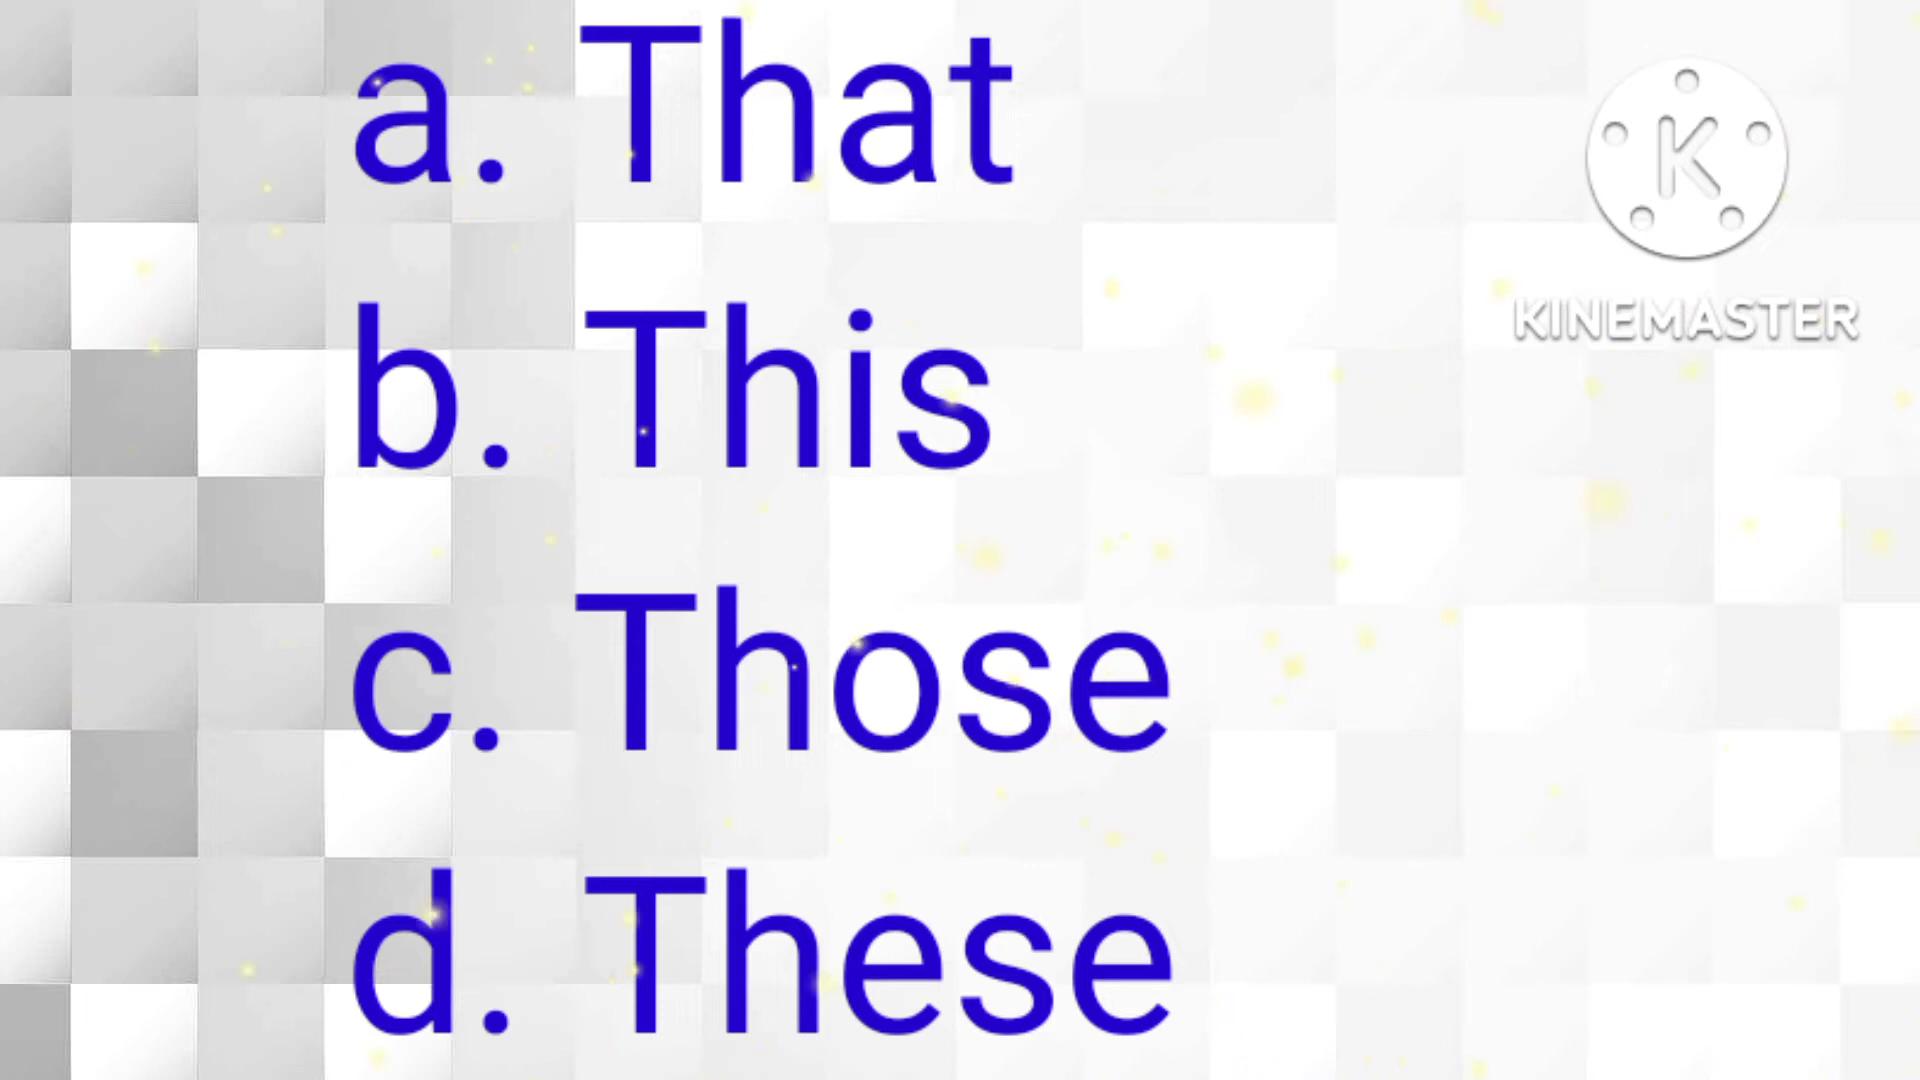 a. That
b. This
c. Those
d. These
K
KINEMASTER